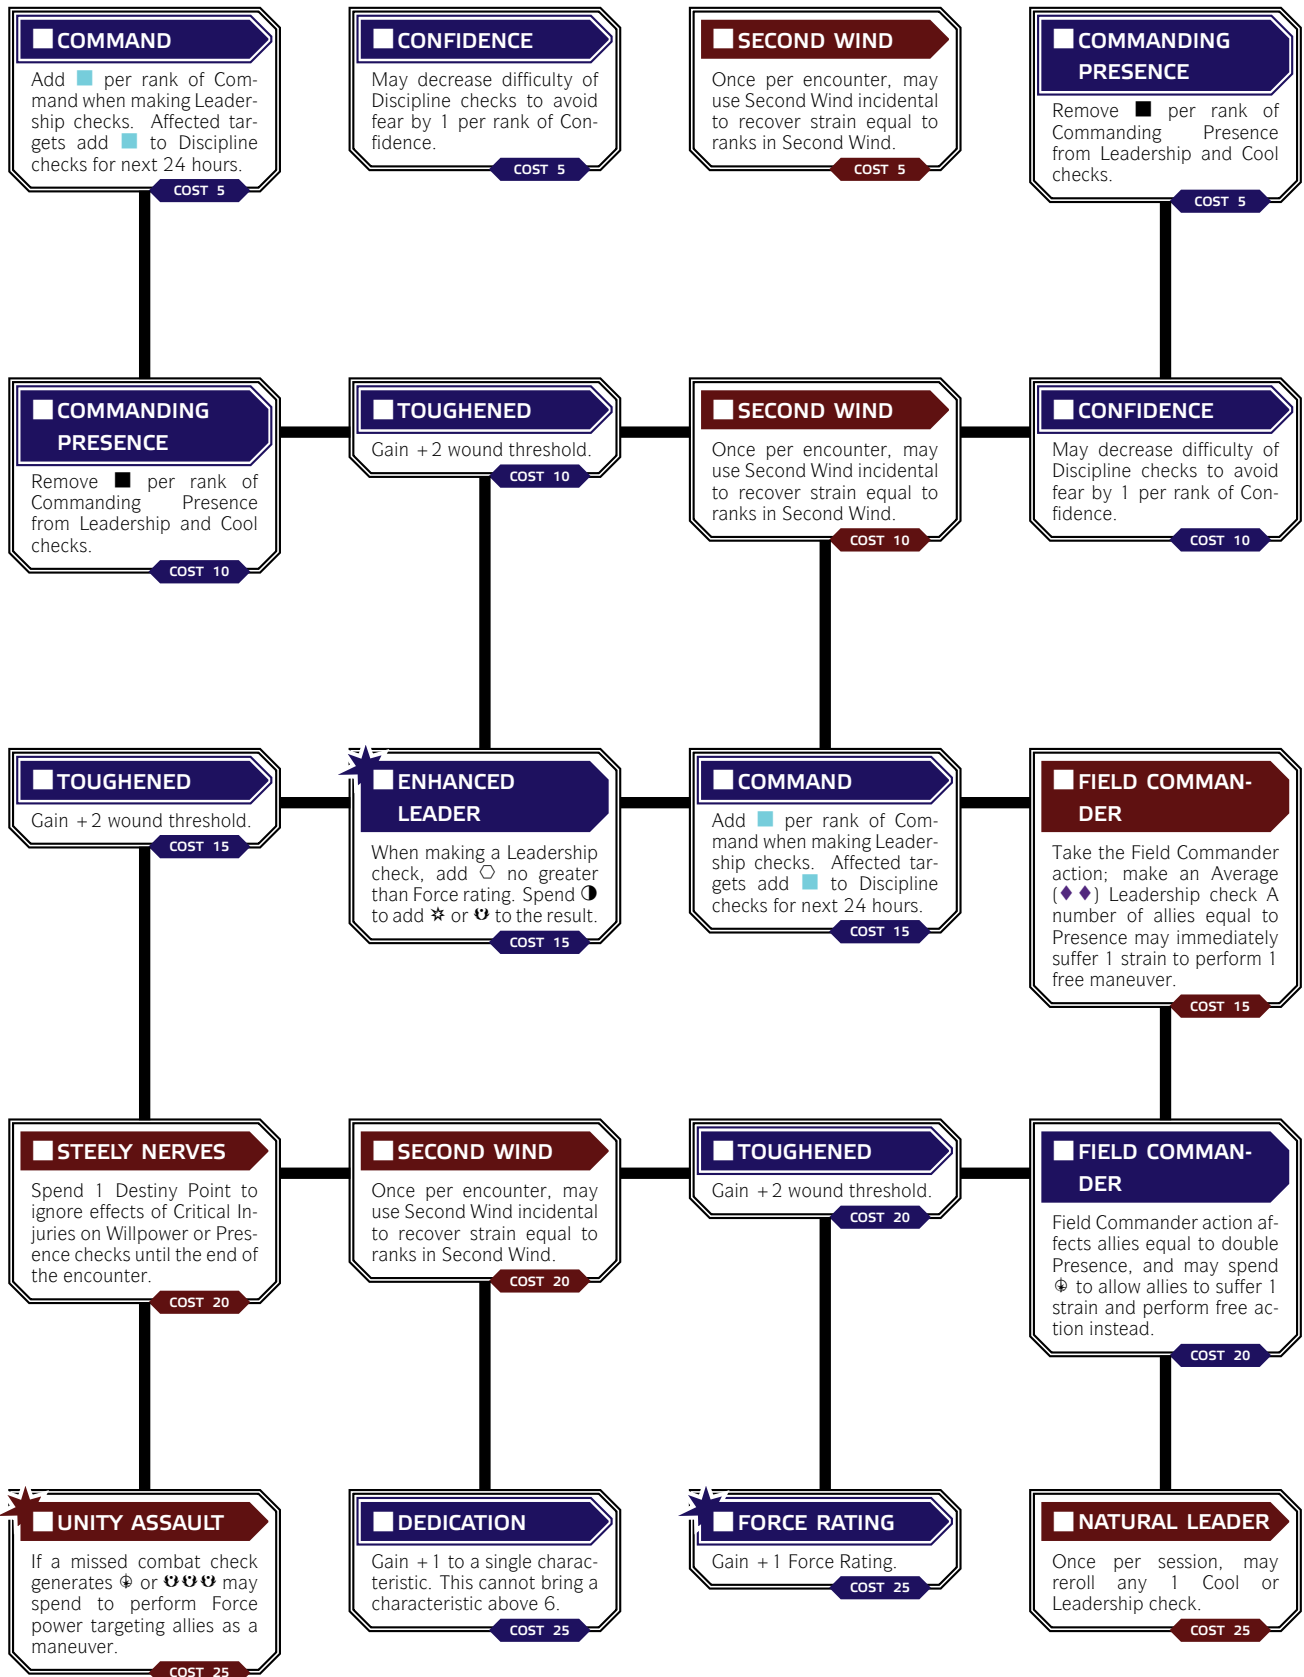 COMMAND
Add per rank of Com-
mand when making Leader-
ship checks. Affected tar-
gets add to Discipline
checks for next 24 hours.
COST 5
CONFIDENCE
May decrease difficulty of
Discipline checks to avoid
fear by 1 per rank of Con-
fidence.
COST 5
SECOND WIND
Once per encounter, may
use Second Wind incidental
to recover strain equal to
ranks in Second Wind.
COST 5
COMMANDING
PRESENCE
Remove per rank of
Commanding Presence
from Leadership and Cool
checks.
COST 5
COMMANDING
PRESENCE
Remove per rank of
Commanding Presence
from Leadership and Cool
checks.
COST 10
TOUGHENED
Gain +2 wound threshold.
COST 10
SECOND WIND
Once per encounter, may
use Second Wind incidental
to recover strain equal to
ranks in Second Wind.
COST 10
CONFIDENCE
May decrease difficulty of
Discipline checks to avoid
fear by 1 per rank of Con-
fidence.
COST 10
TOUGHENED
Gain +2 wound threshold.
COST 15
ENHANCED
LEADER
When making a Leadership
check, add no greater
than Force rating. Spend
to add or to the result.
COST 15
COMMAND
Add per rank of Com-
mand when making Leader-
ship checks. Affected tar-
gets add to Discipline
checks for next 24 hours.
COST 15
FIELD COMMAN-
DER
Take the Field Commander
action; make an Average
(♦♦) Leadership check A
number of allies equal to
Presence may immediately
suffer 1 strain to perform 1
free maneuver.
COST 15
STEELY NERVES
Spend 1 Destiny Point to
ignore effects of Critical In-
juries on Willpower or Pres-
ence checks until the end of
the encounter.
COST 20
SECOND WIND
Once per encounter, may
use Second Wind incidental
to recover strain equal to
ranks in Second Wind.
COST 20
TOUGHENED
Gain +2 wound threshold.
COST 20
FIELD COMMAN-
DER
Field Commander action af-
fects allies equal to double
Presence, and may spend
to allow allies to suffer 1
strain and perform free ac-
tion instead.
COST 20
UNITY ASSAULT
If a missed combat check
generates or may
spend to perform Force
power targeting allies as a
maneuver.
COST 25
DEDICATION
Gain +1 to a single charac-
teristic. This cannot bring a
characteristic above 6.
COST 25
FORCE RATING
Gain +1 Force Rating.
COST 25
NATURAL LEADER
Once per session, may
reroll any 1 Cool or
Leadership check.
COST 25